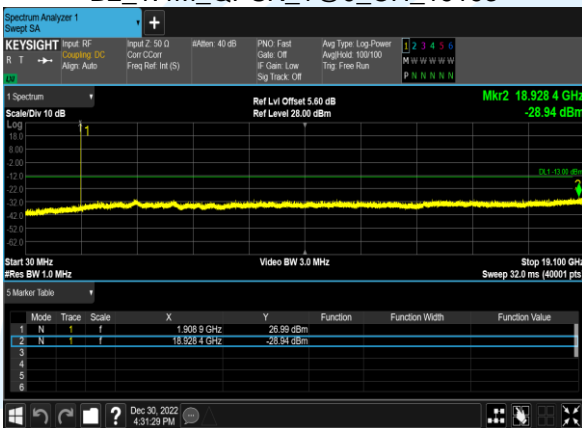 Spectrum Analyzer 1
Swept SA
+
KEYSIGHT Input: RF Input Z: 50 Ω #Atten: 40 dB PNO: Fast Avg Type: Log-Power 1 2 3 4 5 6
R T Coupling: DC Corr CCorr Gate: Off Avg|Hold: 100/100 M W W W W W
Align: Auto Freq Ref: Int (S) IF Gain: Low Trig: Free Run
LW Sig Track: Off P N N N N N
1 Spectrum Ref Lvl Offset 5.60 dB Mkr2 18.928 4 GHz
Scale/Div 10 dB Ref Level 28.00 dBm -28.94 dBm
Log
18.0
8.00
-2.00
-12.0
-22.0
-32.0
-42.0
-52.0
-62.0
1
DL1 -13.00 dBm
2
Start 30 MHz Video BW 3.0 MHz Stop 19.100 GHz
#Res BW 1.0 MHz Sweep 32.0 ms (40001 pts
5 Marker Table
Mode Trace Scale X Y Function Function Width Function Value
1 N 1 f 1.908 9 GHz 26.99 dBm
2 N 1 f 18.928 4 GHz -28.94 dBm
3
4
5
6
? Dec 30, 2022
4:31:29 PM